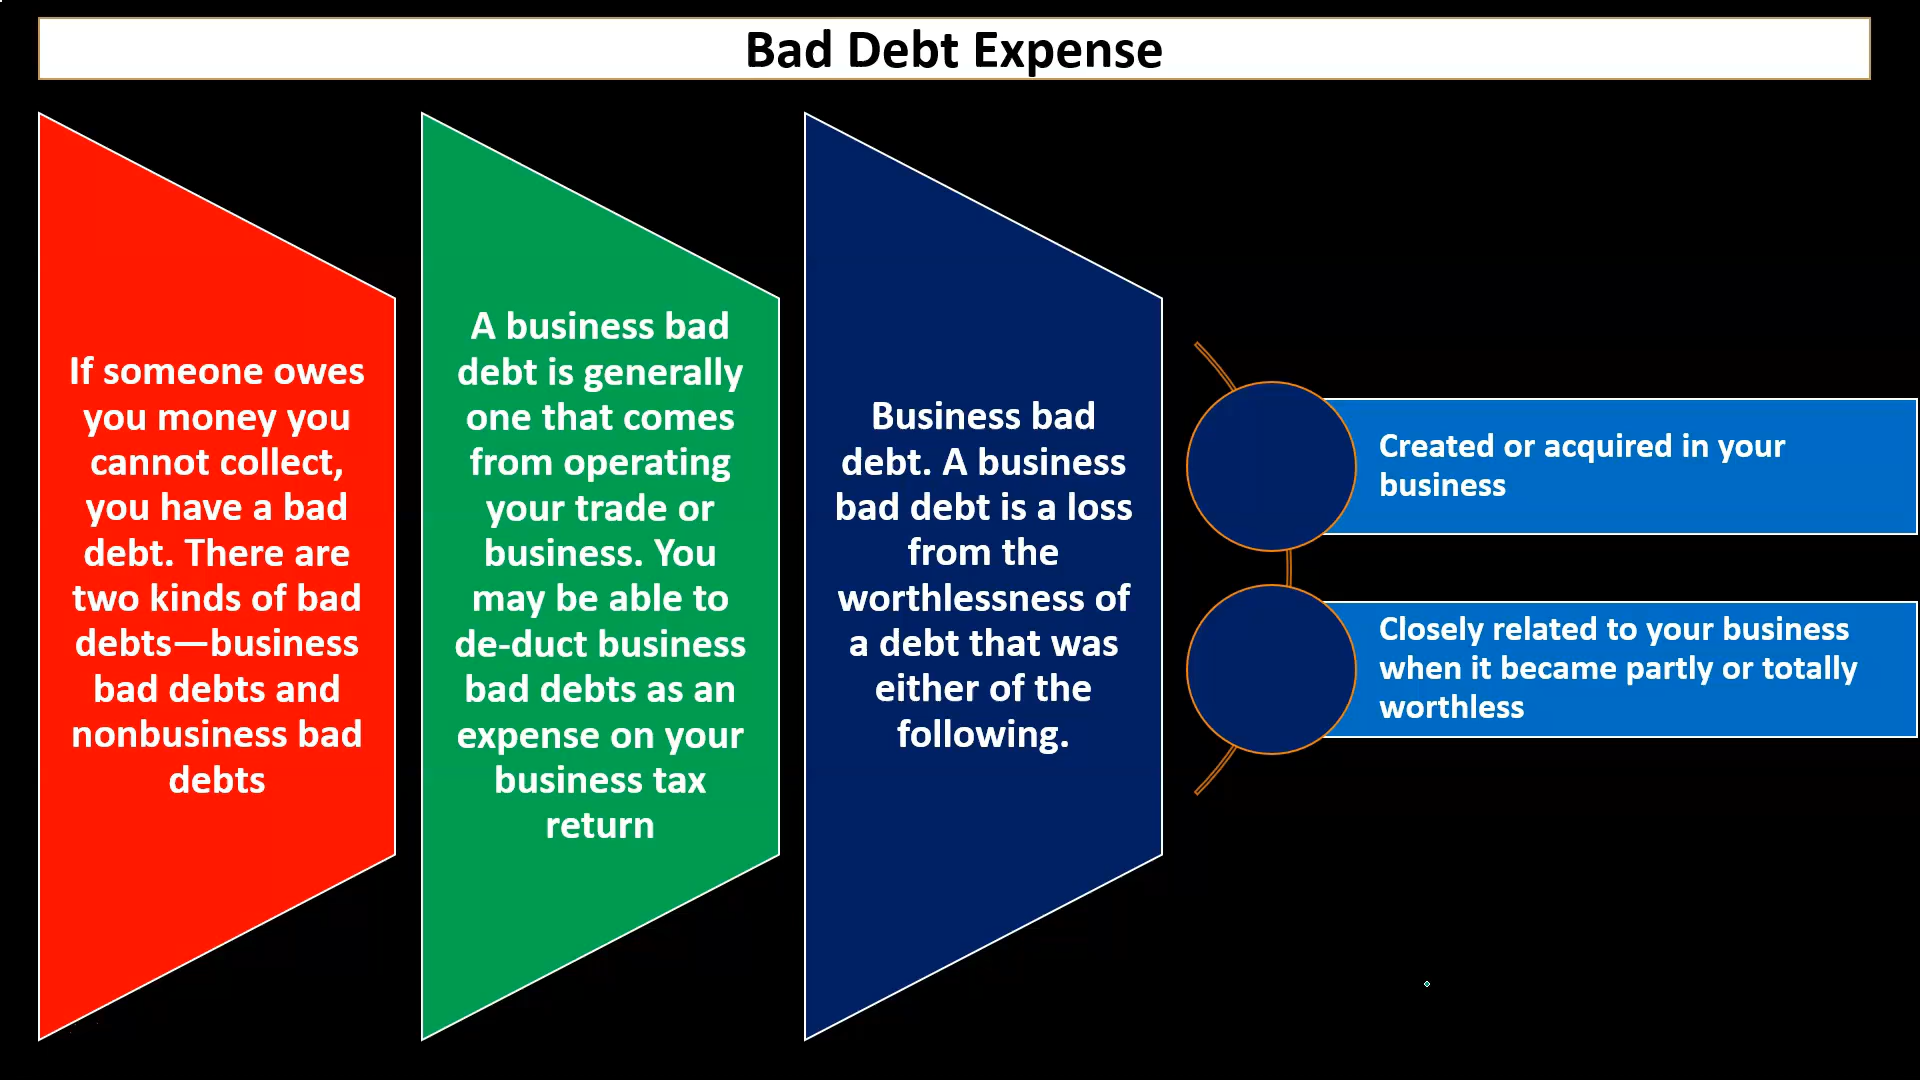 Bad Debt Expense
If someone owes
you money you
cannot collect,
you have a bad
debt. There are
two kinds of bad
debts—business
bad debts and
nonbusiness bad
debts
A business bad
debt is generally
one that comes
from operating
your trade or
business. You
may be able to
de-duct business
bad debts as an
expense on your
business tax
return
Business bad
debt. A business
bad debt is a loss
from the
worthlessness of
a debt that was
either of the
following.
Created or acquired in your
business
Closely related to your business
when it became partly or totally
worthless